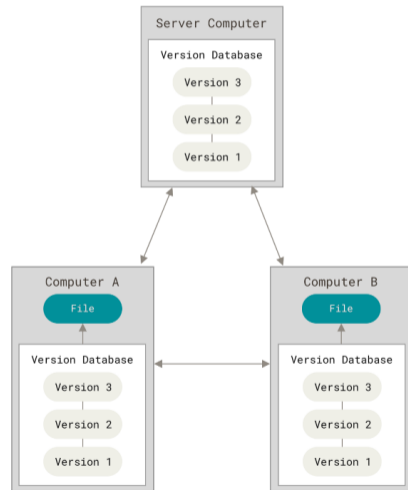 Server Computer
Version Database
Version 3
Version 2
Version 1
Computer A
File
Version Database
Version 3
Version 2
Version 1
Computer B
File
Version Database
Version 3
Version 2
Version 1